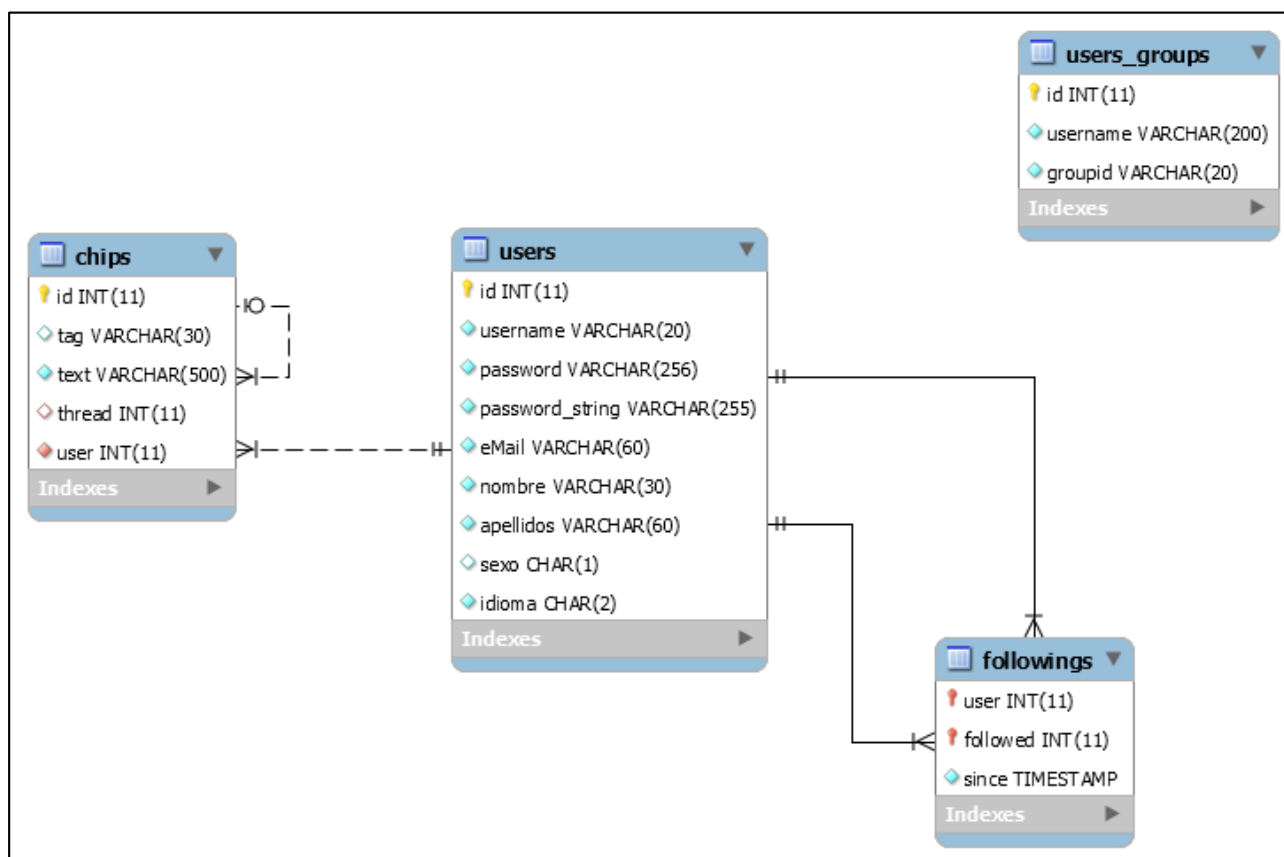 users_groups
id INT(11)
username VARCHAR(200)
groupid VARCHAR(20)
Indexes
chips
id INT(11)
tag VARCHAR(30)
text VARCHAR(500)
thread INT(11)
user INT(11)
Indexes
users
id INT(11)
username VARCHAR(20)
password VARCHAR(256)
password_string VARCHAR(255)
eMail VARCHAR(60)
nombre VARCHAR(30)
apellidos VARCHAR(60)
sexo CHAR(1)
idioma CHAR(2)
Indexes
followings
user INT(11)
followed INT(11)
since TIMESTAMP
Indexes